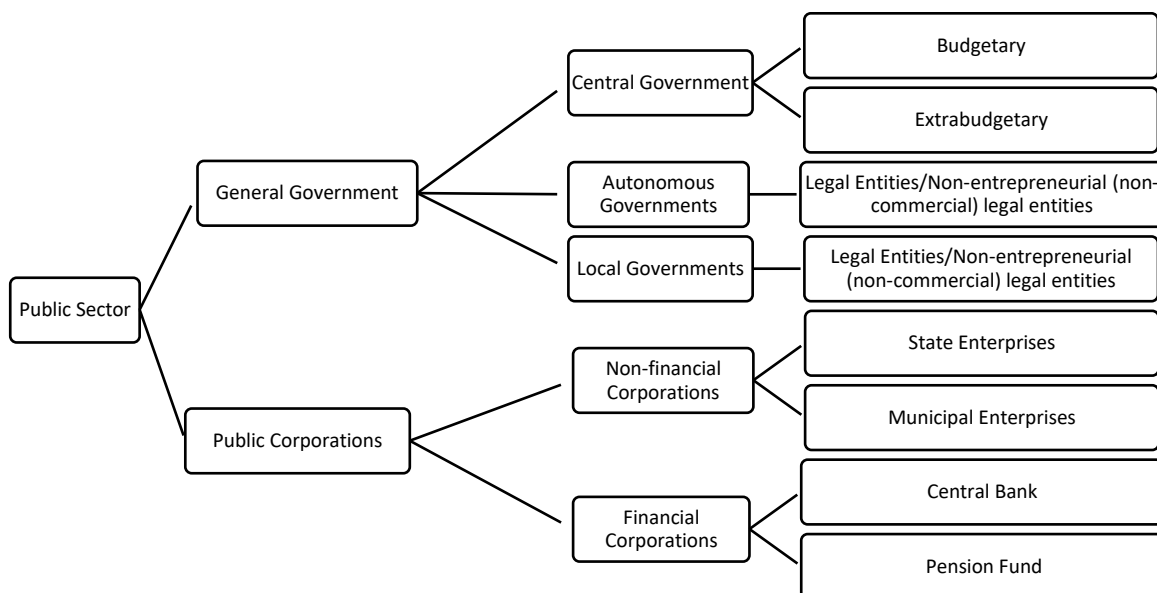 Public Sector
General Government
Public Corporations
Central Government
Autonomous
Governments
Local Governments
Non-financial
Corporations
Financial
Corporations
Budgetary
Extrabudgetary
Legal Entities/Non-entrepreneurial (non-
commercial) legal entities
Legal Entities/Non-entrepreneurial
(non-commercial) legal entities
State Enterprises
Municipal Enterprises
Central Bank
Pension Fund